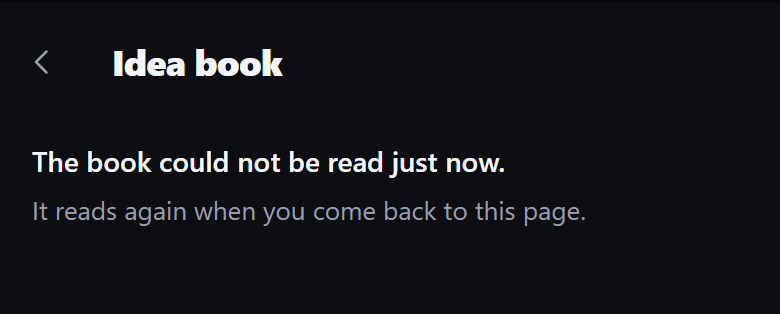 Idea book
The book could not be read just now.
It reads again when you come back to this page.